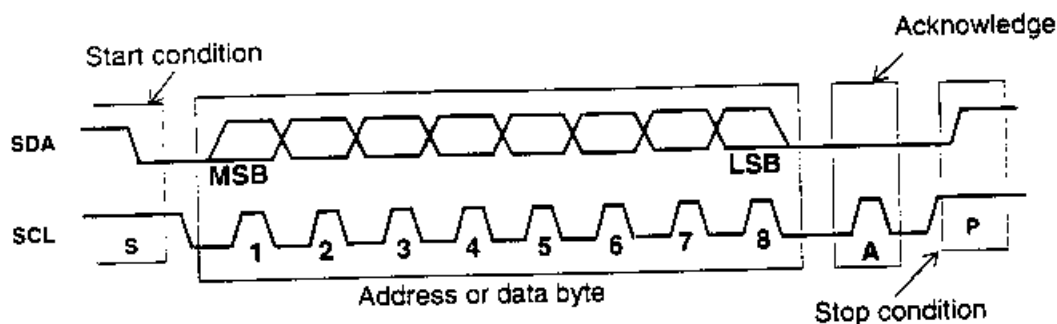 Acknowledge
Start condition
SDA
MSB
LSB
SCL
S
1 2 3 4 5 6 7 8
A
P
Address or data byte
Stop condition